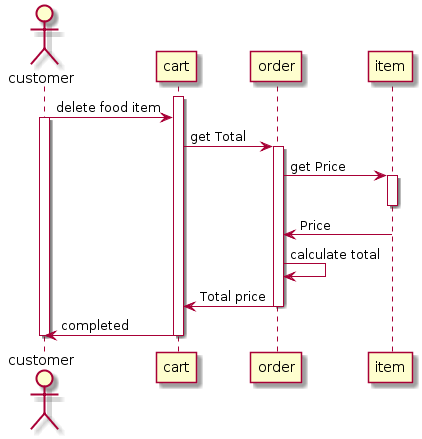 customer
cart
order
item
delete food item
get Total
get Price
Price
calculate total
Total price
completed
customer
cart
order
item